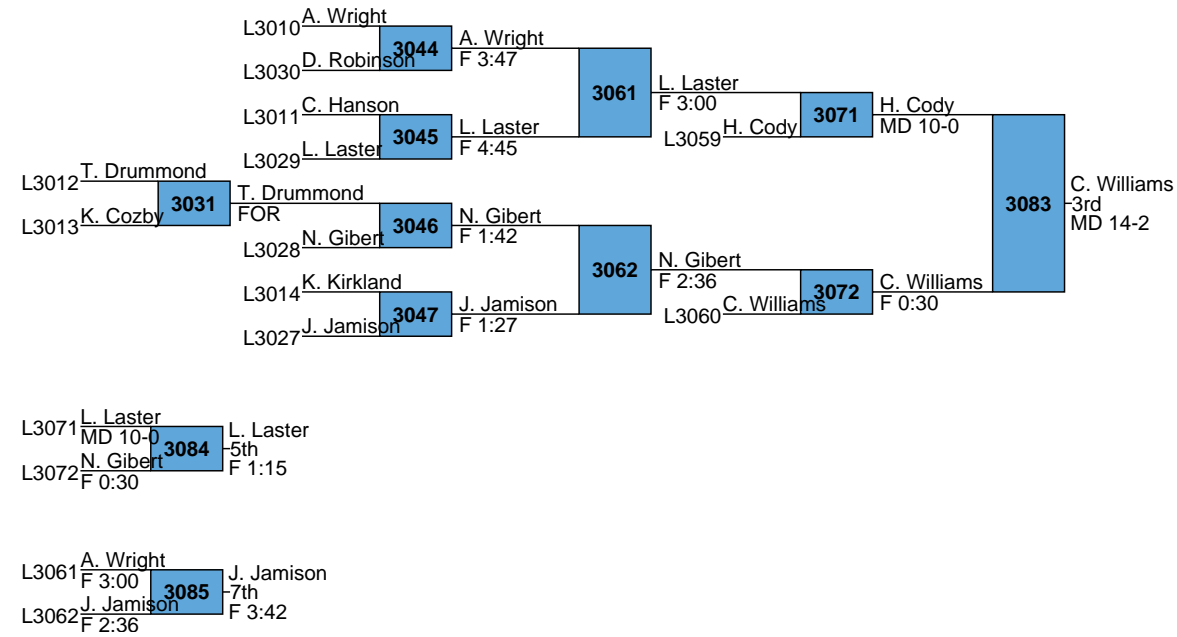 L3010 A. Wright
3044
L3030 D. Robinson
A. Wright
F 3:47
L3011 C. Hanson
3045
L3029 L. Laster
L. Laster
F 4:45
3061
L. Laster
F 3:00
L3059 H. Cody
3071
H. Cody
MD 10-0
L3012 T. Drummond
3031
L3013 K. Cozby
T. Drummond
FOR
3046
L3028 N. Gibert
N. Gibert
F 1:42
L3014 K. Kirkland
3047
L3027 J. Jamison
J. Jamison
F 1:27
3062
N. Gibert
F 2:36
L3060 C. Williams
3072
C. Williams
F 0:30
3083
C. Williams
3rd
MD 14-2
L3071 L. Laster
MD 10-0
3084
L3072 N. Gibert
F 0:30
L. Laster
5th
F 1:15
L3061 A. Wright
F 3:00
3085
L3062 J. Jamison
F 2:36
J. Jamison
7th
F 3:42